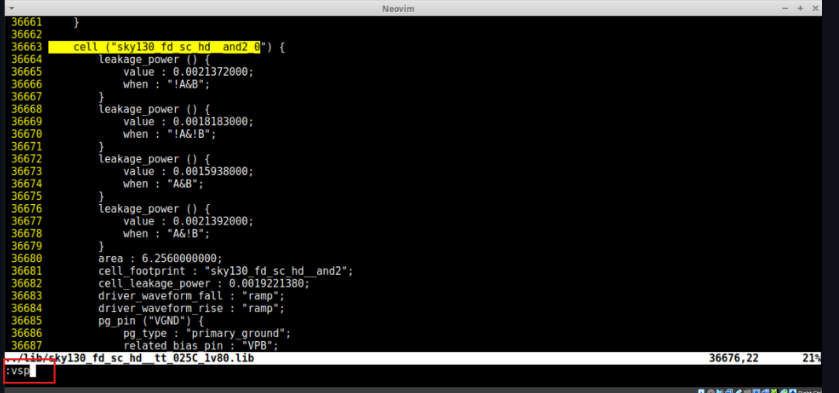 Neovim
36661 }
36662
36663 cell ("sky130_fd_sc_hd__and2_0") {
36664 leakage_power () {
36665 value : 0.0021372000;
36666 when : "!A&B";
36667 }
36668 leakage_power () {
36669 value : 0.0018183000;
36670 when : "!A&!B";
36671 }
36672 leakage_power () {
36673 value : 0.0015938000;
36674 when : "A&B";
36675 }
36676 leakage_power () {
36677 value : 0.0021392000;
36678 when : "A&!B";
36679 }
36680 area : 6.2560000000;
36681 cell_footprint : "sky130_fd_sc_hd__and2";
36682 cell_leakage_power : 0.0019221380;
36683 driver_waveform_fall : "ramp";
36684 driver_waveform_rise : "ramp";
36685 pg_pin ("VGND") {
36686 pg_type : "primary_ground";
36687 related_bias_pin : "VPB";
../lib/sky130_fd_sc_hd__tt_025C_1v80.lib 36676,22 21%
:vsp